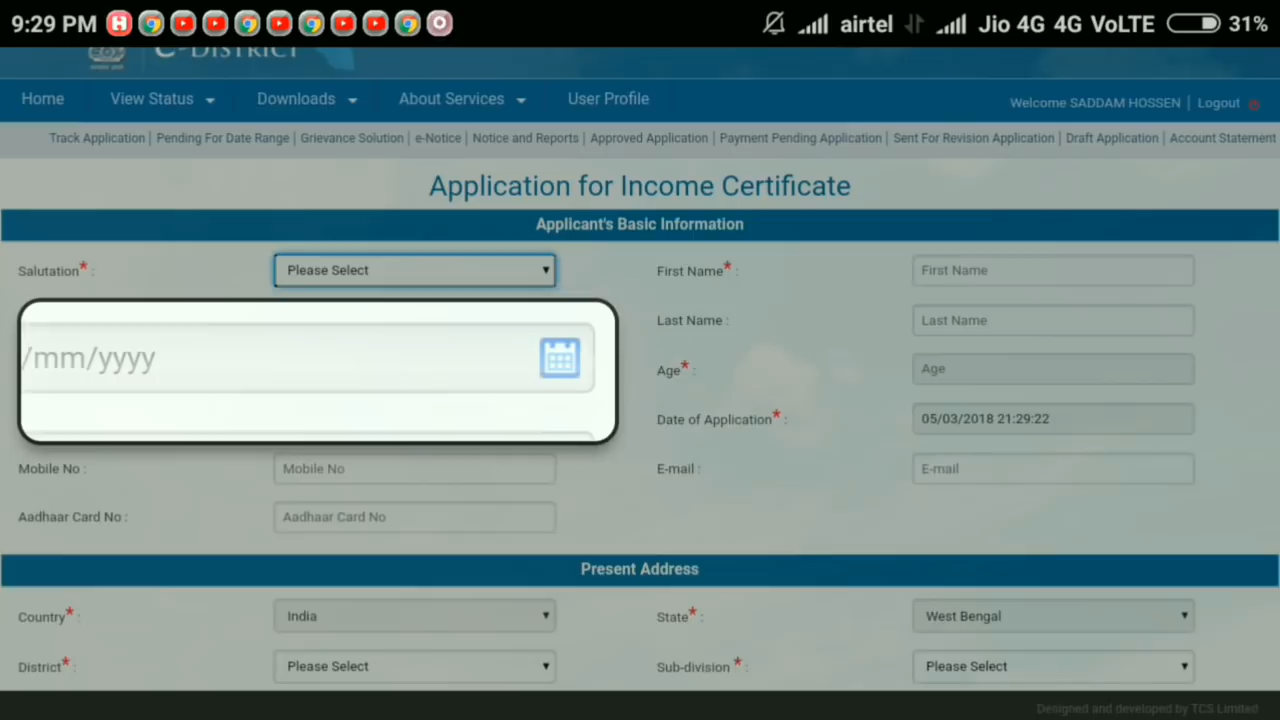 9:29 PM airtel Jio 4G 4G VoLTE 31%
e-DISTRICT
Home View Status Downloads About Services User Profile Welcome SADDAM HOSSEN | Logout
Track Application | Pending For Date Range | Grievance Solution | e-Notice | Notice and Reports | Approved Application | Payment Pending Application | Sent For Revision Application | Draft Application | Account Statement
Application for Income Certificate
Applicant's Basic Information
Salutation* : Please Select First Name* : First Name
Last Name : Last Name
/mm/yyyy
Age* : Age
Date of Application* : 05/03/2018 21:29:22
Mobile No : Mobile No E-mail : E-mail
Aadhaar Card No : Aadhaar Card No
Present Address
Country* : India State* : West Bengal
District* : Please Select Sub-division * : Please Select
Designed and developed by TCS Limited